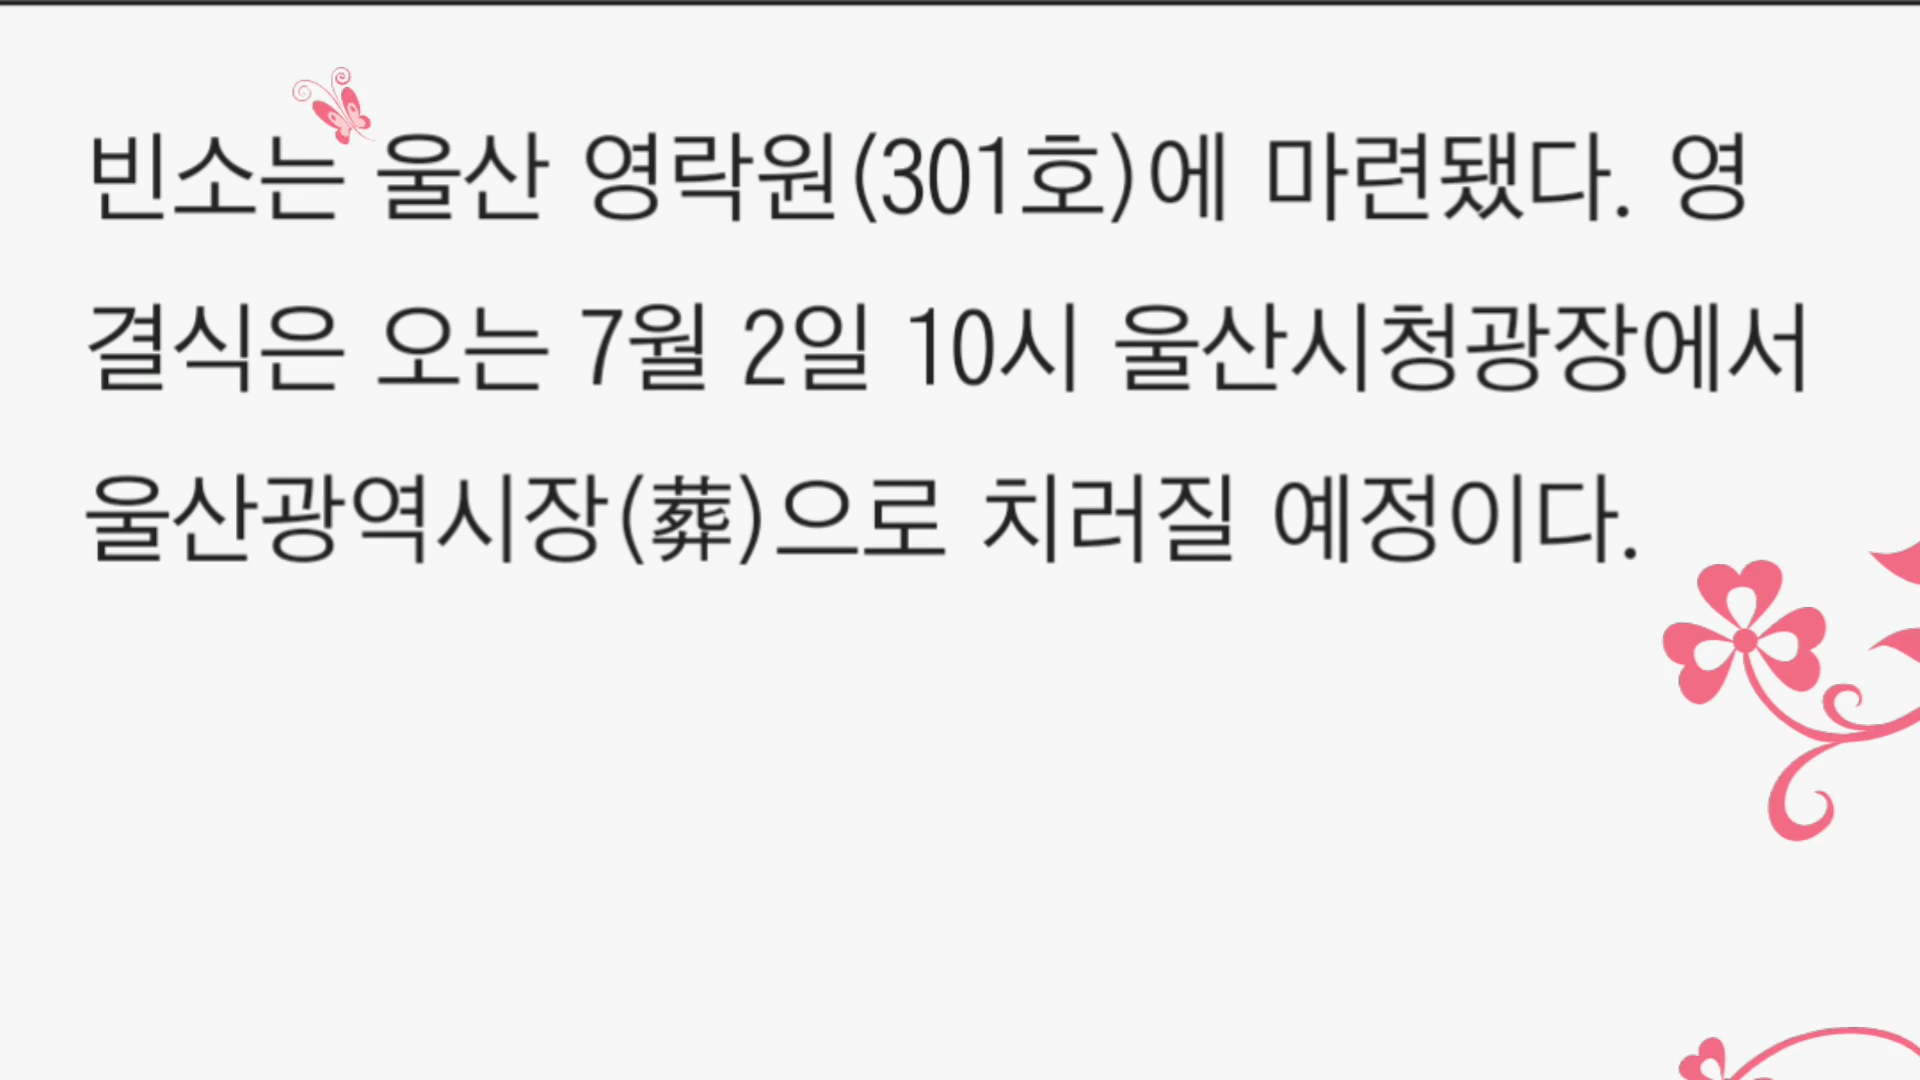 빈소는 울산 영락원(301호)에 마련됐다. 영
결식은 오는 7월 2일 10시 울산시청광장에서
울산광역시장(葬)으로 치러질 예정이다.